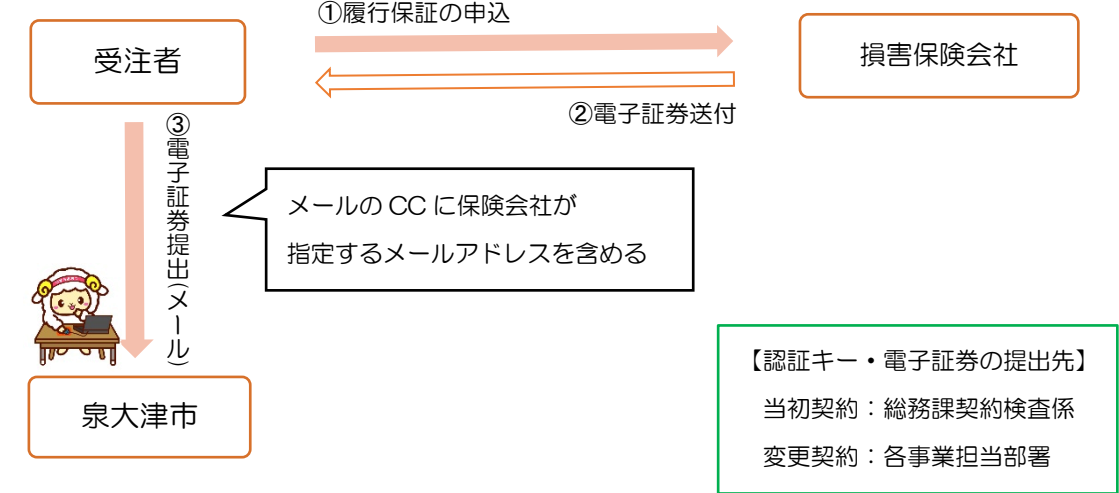 ①履行保証の申込
受注者
損害保険会社
②電子証券送付
③電子証券提出(メール)
メールの CC に保険会社が
指定するメールアドレスを含める
泉大津市
【認証キー・電子証券の提出先】
当初契約：総務課契約検査係
変更契約：各事業担当部署